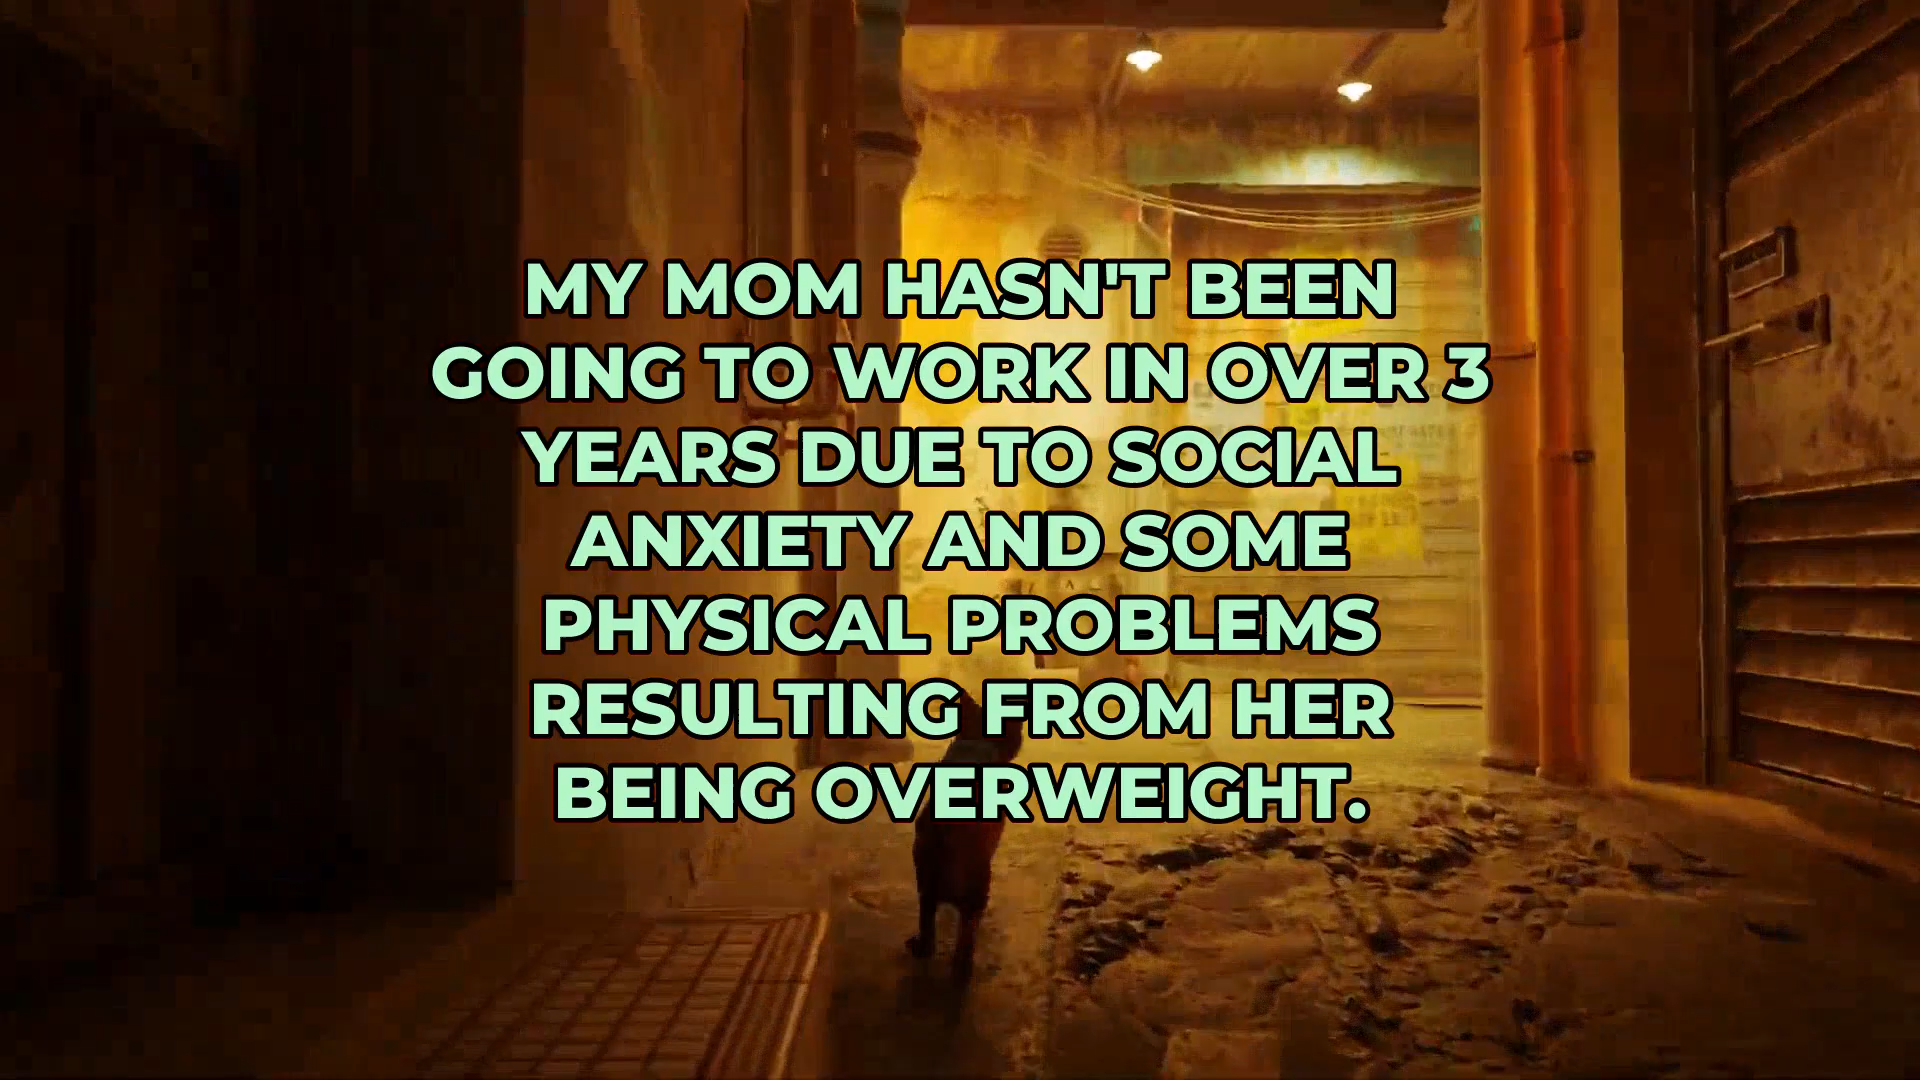 MY MOM HASN'T BEEN
GOING TO WORK IN OVER 3
YEARS DUE TO SOCIAL
ANXIETY AND SOME
PHYSICAL PROBLEMS
RESULTING FROM HER
BEING OVERWEIGHT.